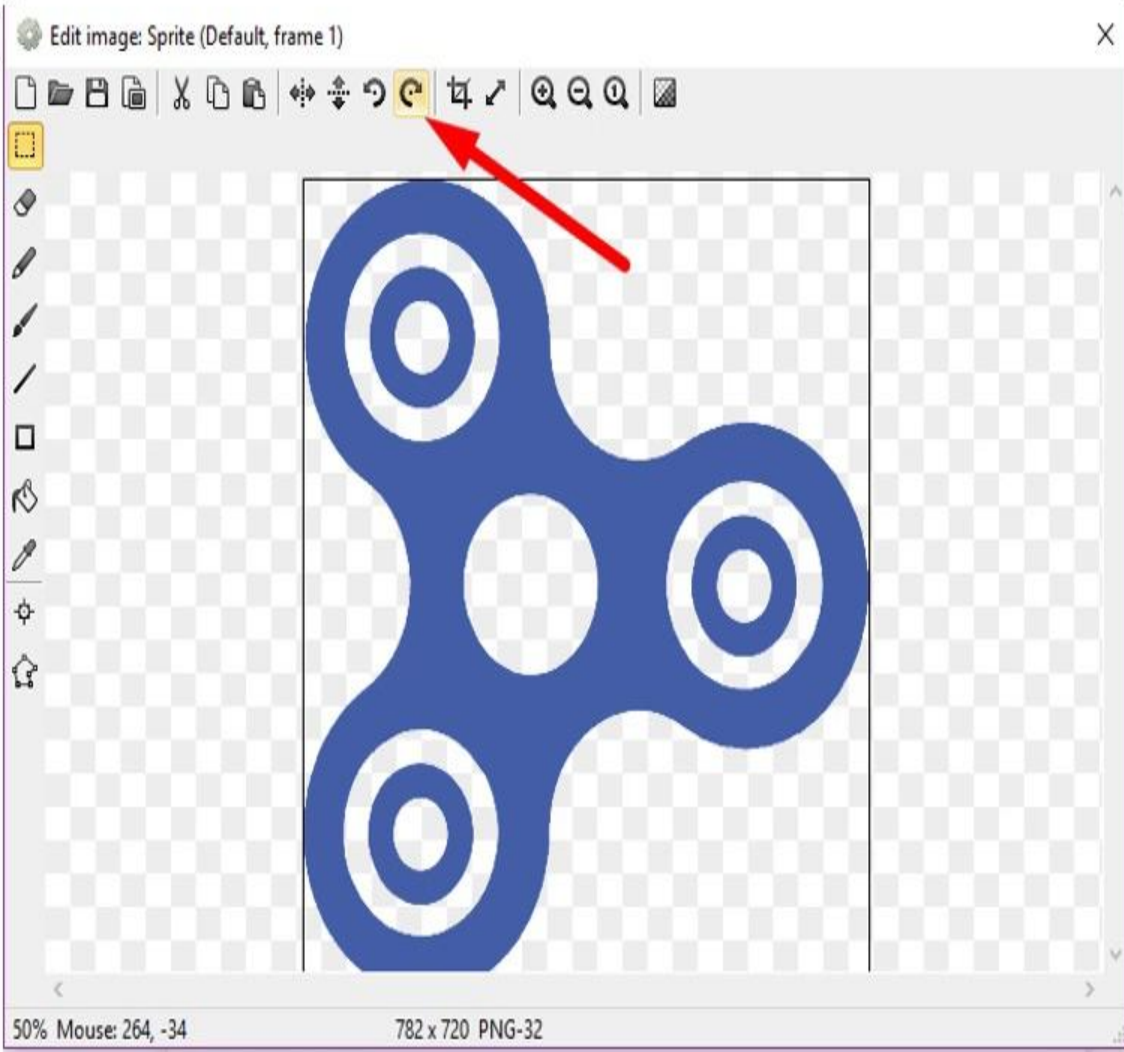 Edit image: Sprite (Default, frame 1)
50% Mouse: 264, -34 782 x 720 PNG-32